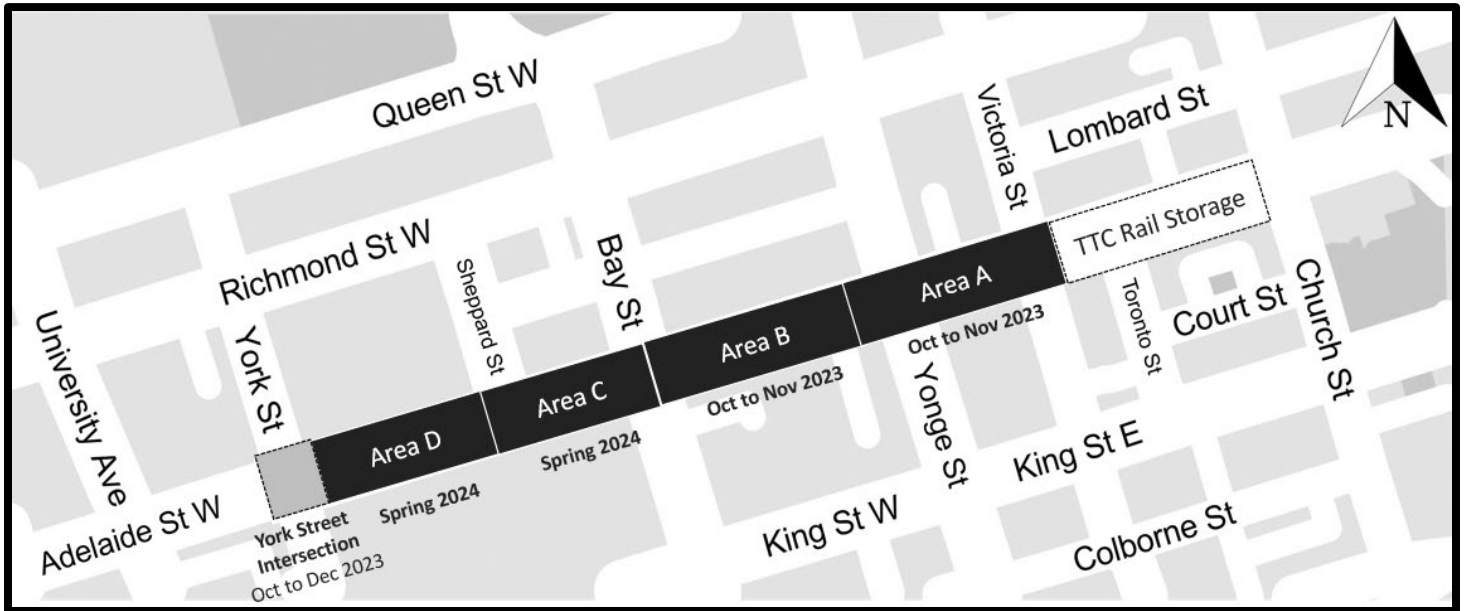 Queen St W
Victoria St
Lombard St
N
TTC Rail Storage
Richmond St W
Sheppard St
Bay St
Area A
Oct to Nov 2023
Toronto St
Court St
Church St
University Ave
York St
Area B
Oct to Nov 2023
Yonge St
Area C
Spring 2024
Area D
Spring 2024
King St E
Adelaide St W
York Street
Intersection
Oct to Dec 2023
King St W
Colborne St